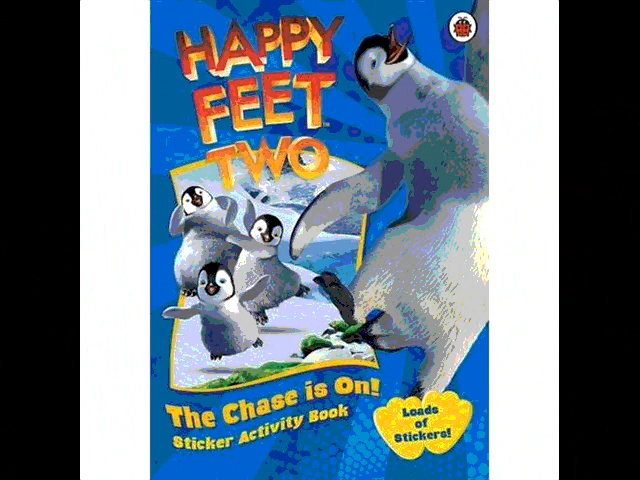 HAPPY
FEET
TWO
The Chase is On!
Sticker Activity Book
Loads
of
Stickers!